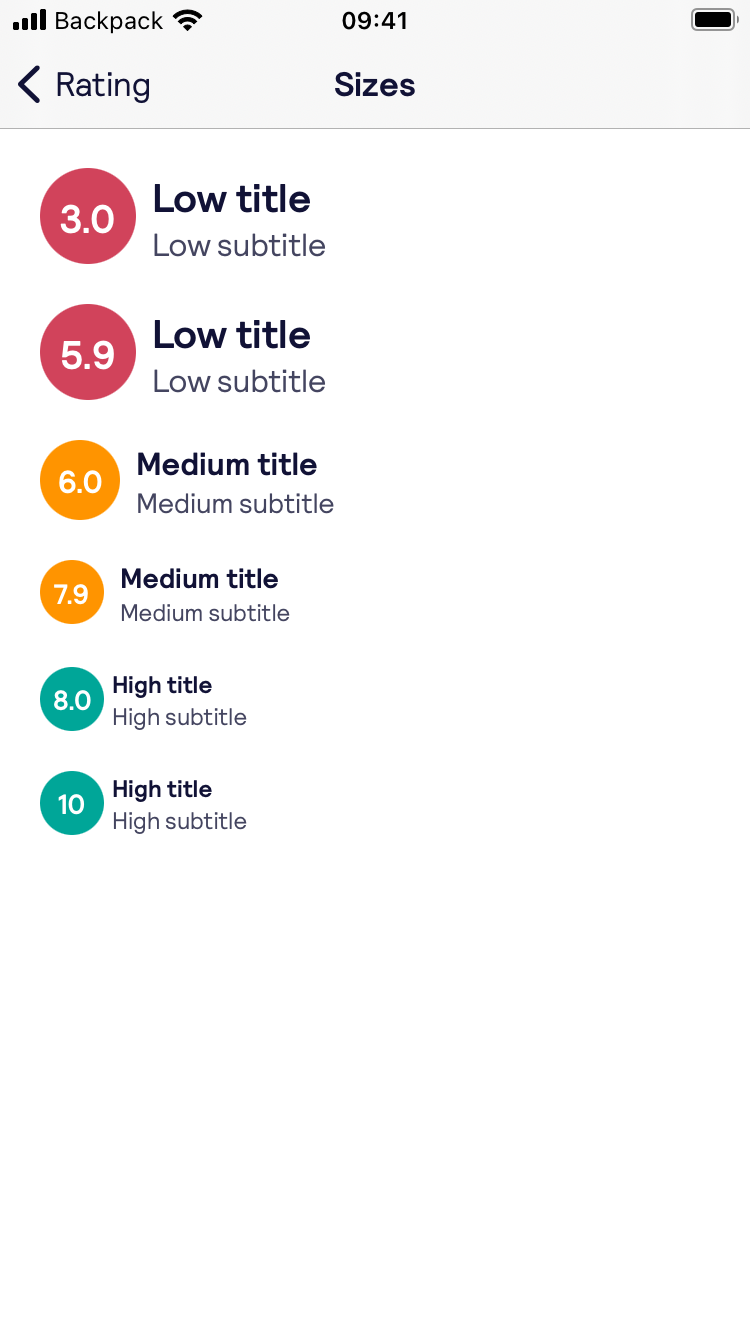 Backpack 09:41
Rating Sizes
3.0 Low title
Low subtitle
5.9 Low title
Low subtitle
6.0 Medium title
Medium subtitle
7.9 Medium title
Medium subtitle
8.0 High title
High subtitle
10 High title
High subtitle